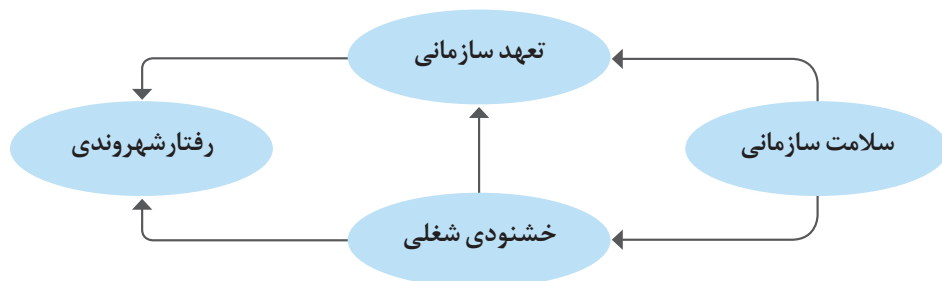 تعهد سازمانی
سلامت سازمانی
رفتارشهروندی
خشنودی شغلی